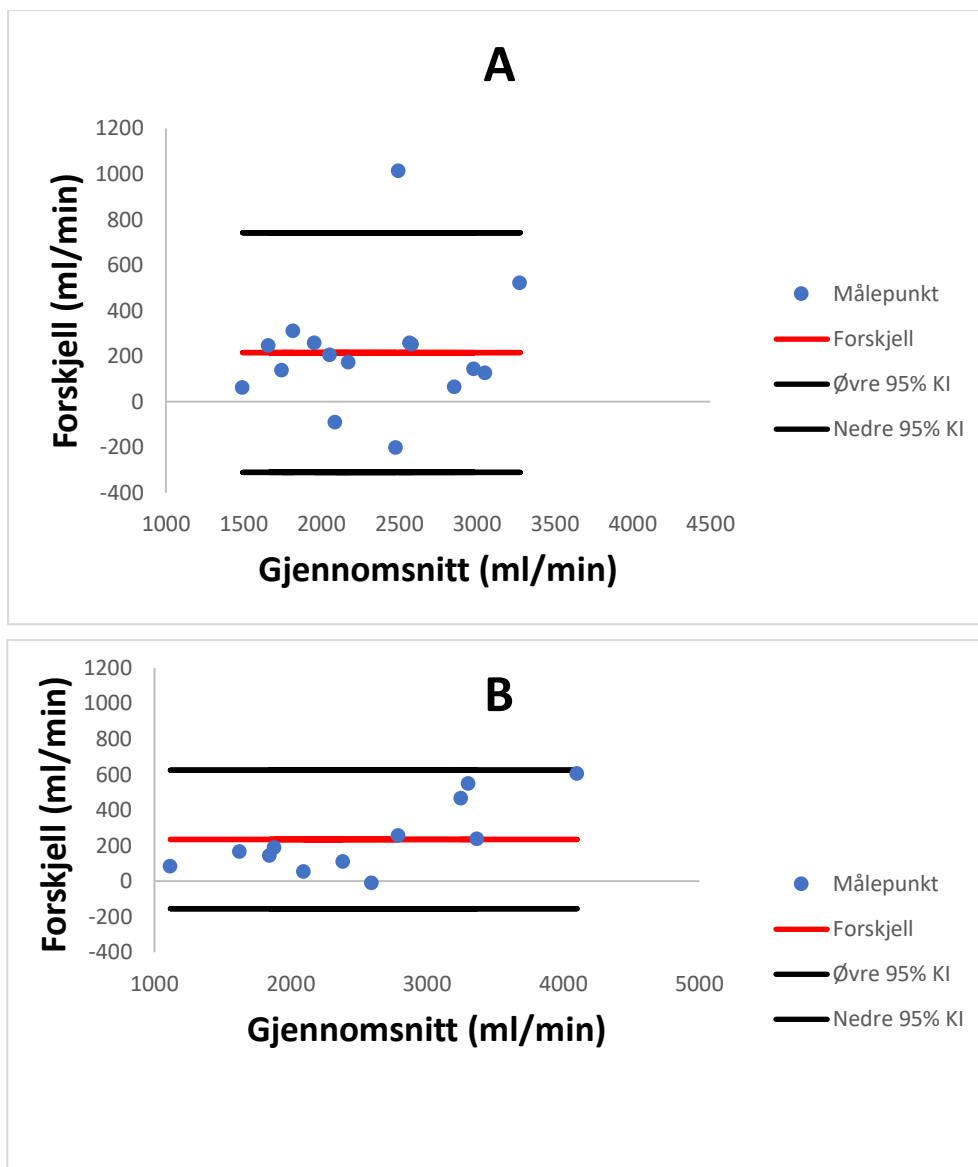 A
Forskjell (ml/min)
1200
1000
800
600
400
200
0
-200
-400
1000 1500 2000 2500 3000 3500 4000 4500
Gjennomsnitt (ml/min)
Målepunkt
Forskjell
Øvre 95% KI
Nedre 95% KI
B
Forskjell (ml/min)
1200
1000
800
600
400
200
0
-200
-400
1000 2000 3000 4000 5000
Gjennomsnitt (ml/min)
Målepunkt
Forskjell
Øvre 95% KI
Nedre 95% KI